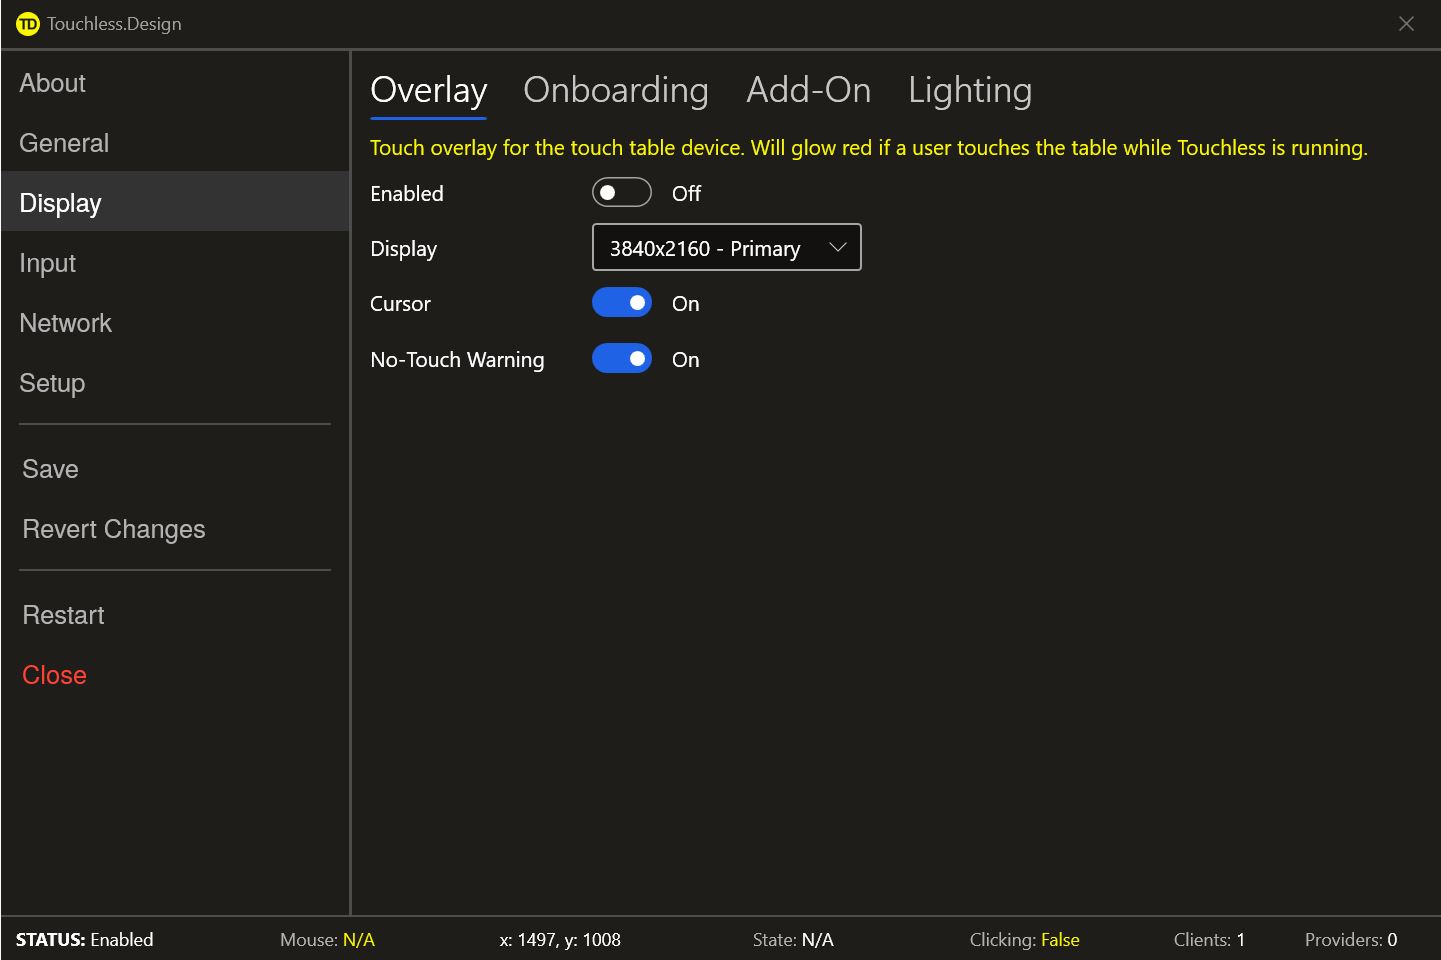 TD Touchless.Design
About
General
Display
Input
Network
Setup
Save
Revert Changes
Restart
Close
Overlay Onboarding Add-On Lighting
Touch overlay for the touch table device. Will glow red if a user touches the table while Touchless is running.
Enabled Off
Display 3840x2160 - Primary
Cursor On
No-Touch Warning On
STATUS: Enabled Mouse: N/A x: 1497, y: 1008 State: N/A Clicking: False Clients: 1 Providers: 0